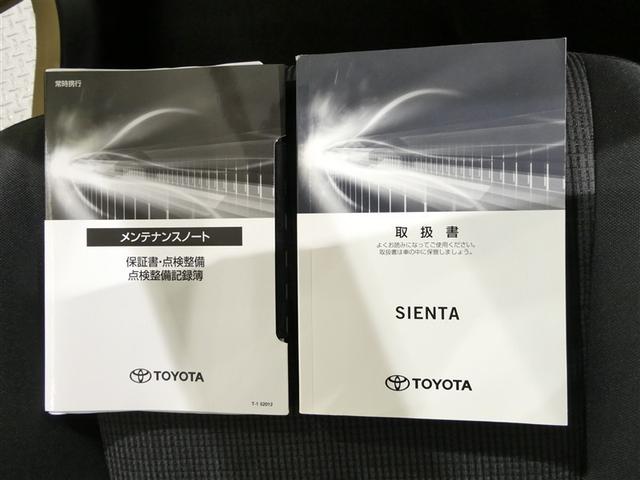 常時携行
メンテナンスノート
保証書・点検整備
点検整備記録簿
TOYOTA
取扱書
よくお読みになってご使用ください。
取扱書は車の中に保管しましょう。
SIENTA
TOYOTA